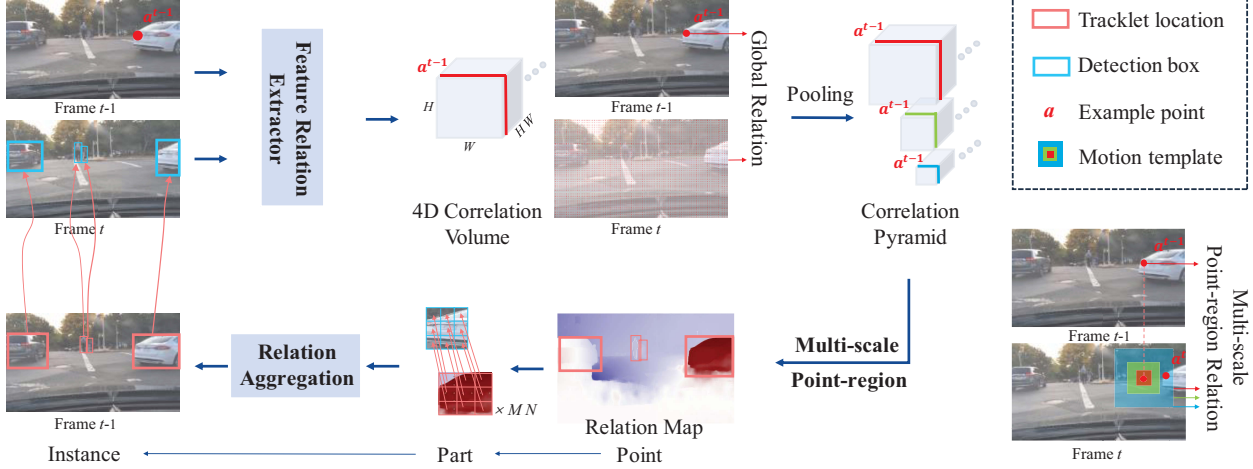 a^{t-1}
Frame t-1
Frame t
Feature Relation
Extractor
a^{t-1}
H
W
HW
4D Correlation
Volume
a^{t-1}
Frame t-1
Frame t
Global Relation
Pooling
a^{t-1}
a^{t-1}
a^{t-1}
Correlation
Pyramid
Tracklet location
Detection box
a Example point
Motion template
a^{t-1}
Frame t-1
a^t
Frame t
Multi-scale
Point-region Relation
Multi-scale
Point-region
Relation Map
× M N
Relation
Aggregation
Frame t-1
Instance
Part
Point